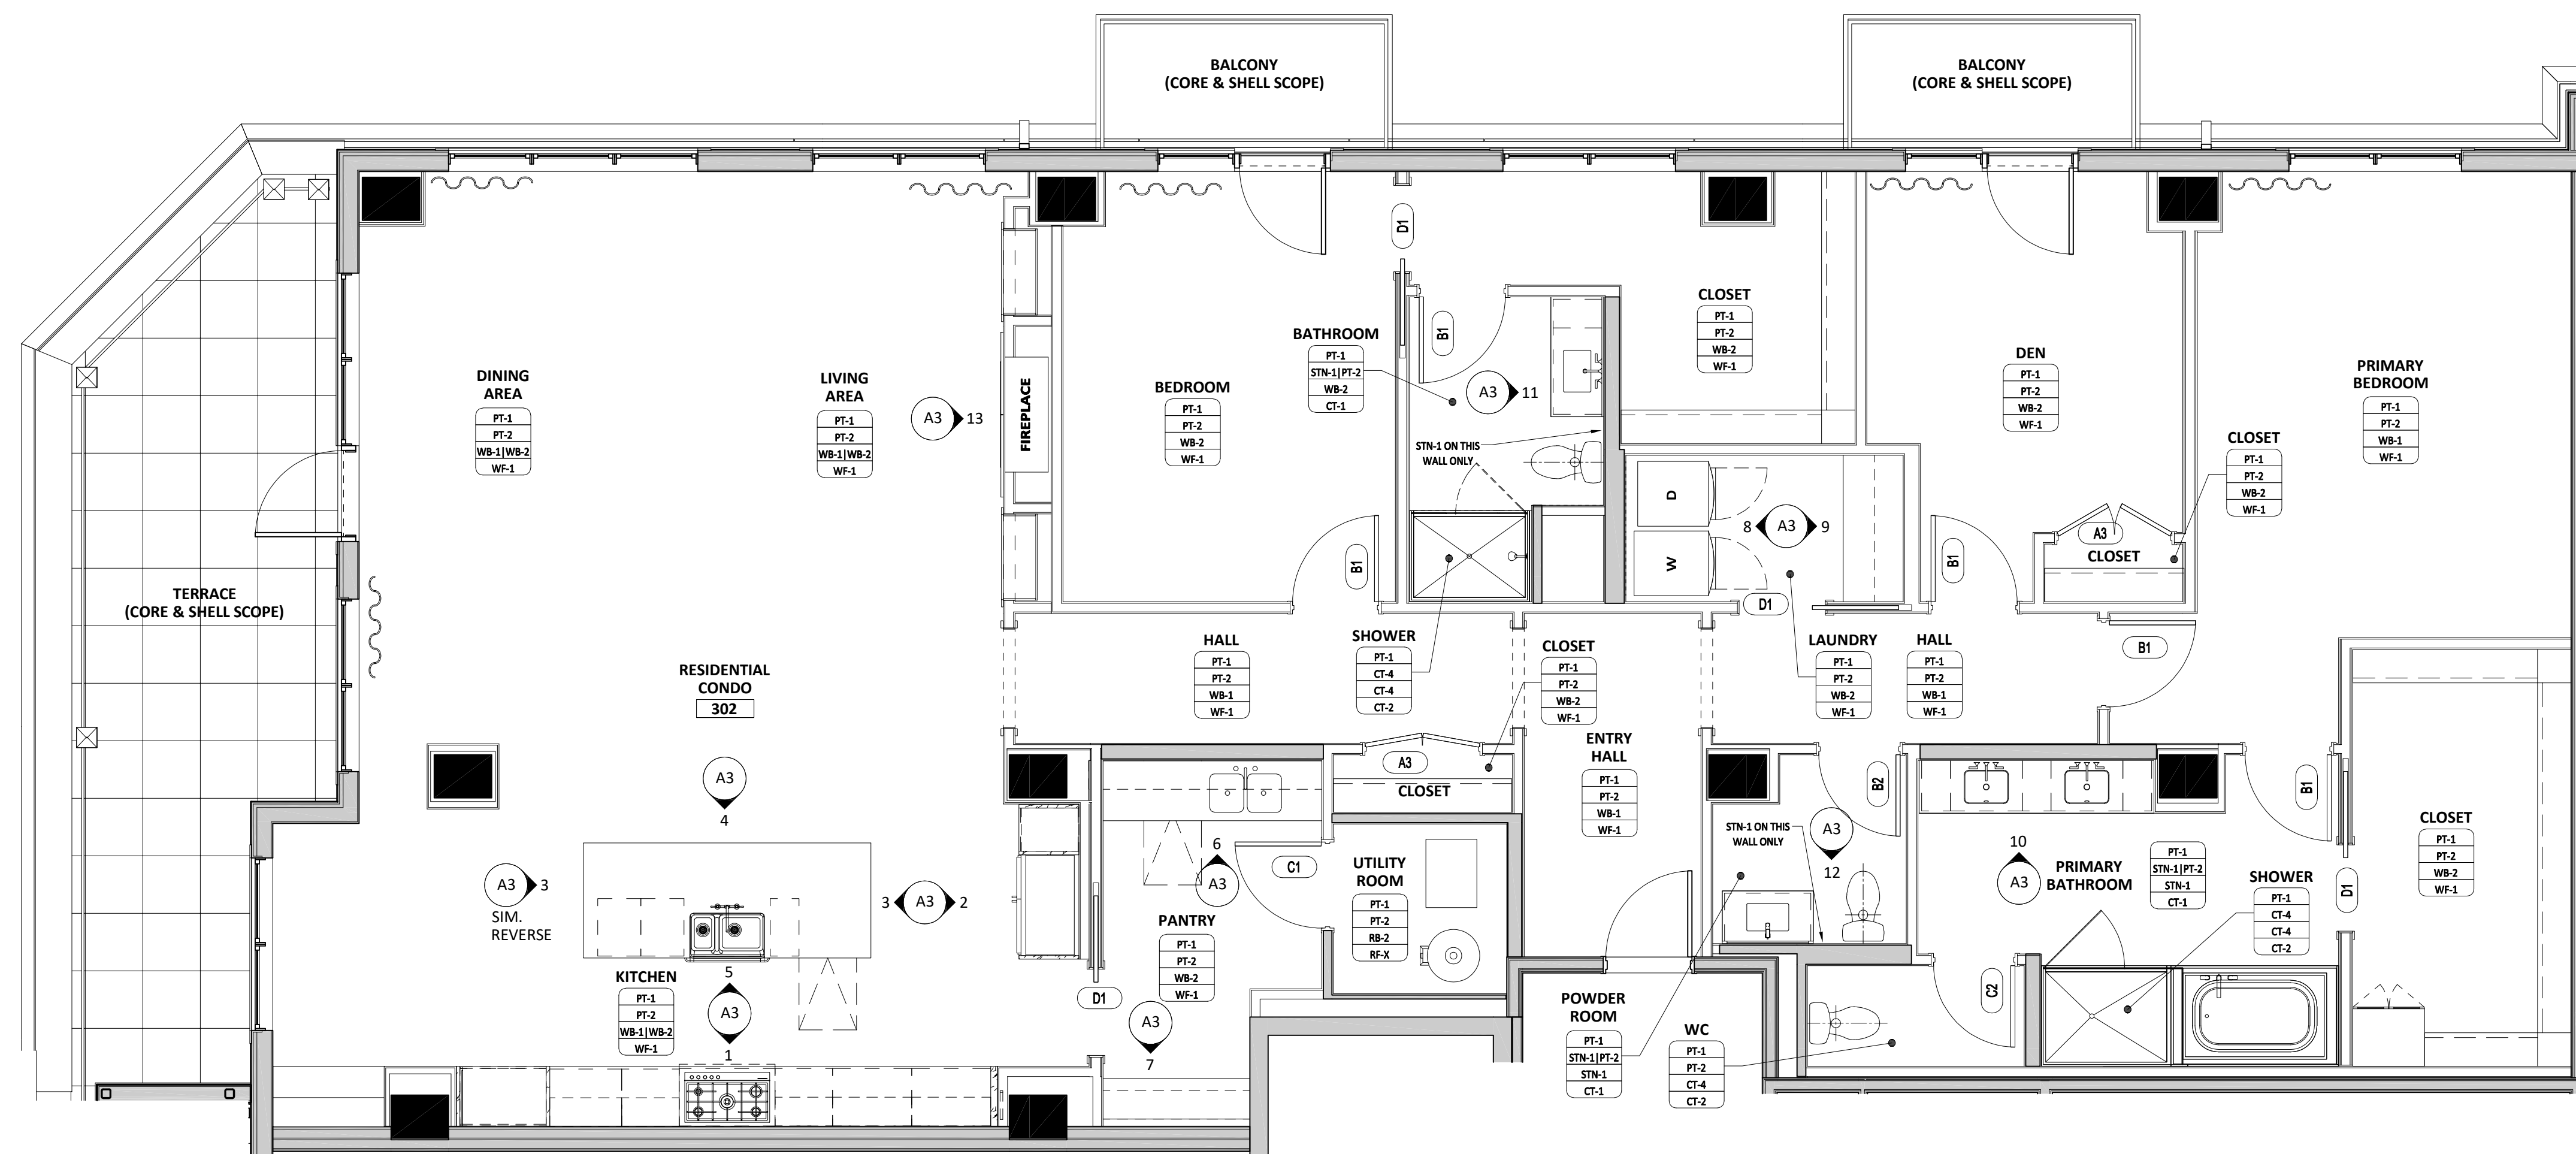 BALCONY
(CORE & SHELL SCOPE)
BALCONY
(CORE & SHELL SCOPE)
TERRACE
(CORE & SHELL SCOPE)
DINING
AREA
PT-1
PT-2
WB-1|WB-2
WF-1
LIVING
AREA
PT-1
PT-2
WB-1|WB-2
WF-1
A3
13
FIREPLACE
RESIDENTIAL
CONDO
302
A3
4
A3
3
SIM.
REVERSE
3
A3
2
KITCHEN
PT-1
PT-2
WB-1|WB-2
WF-1
5
A3
1
BEDROOM
PT-1
PT-2
WB-2
WF-1
B1
D1
BATHROOM
PT-1
STN-1|PT-2
WB-2
CT-1
B1
A3
11
STN-1 ON THIS
WALL ONLY
CLOSET
PT-1
PT-2
WB-2
WF-1
D
W
8
A3
9
D1
DEN
PT-1
PT-2
WB-2
WF-1
B1
A3
CLOSET
CLOSET
PT-1
PT-2
WB-2
WF-1
PRIMARY
BEDROOM
PT-1
PT-2
WB-1
WF-1
HALL
PT-1
PT-2
WB-1
WF-1
SHOWER
PT-1
CT-4
CT-4
CT-2
CLOSET
PT-1
PT-2
WB-2
WF-1
A3
CLOSET
ENTRY
HALL
PT-1
PT-2
WB-1
WF-1
LAUNDRY
PT-1
PT-2
WB-2
WF-1
HALL
PT-1
PT-2
WB-1
WF-1
B1
6
A3
C1
PANTRY
PT-1
PT-2
WB-2
WF-1
D1
A3
7
UTILITY
ROOM
PT-1
PT-2
RB-2
RF-X
B2
STN-1 ON THIS
WALL ONLY
A3
12
POWDER
ROOM
PT-1
STN-1|PT-2
STN-1
CT-1
WC
PT-1
PT-2
CT-4
CT-2
10
A3
PRIMARY
BATHROOM
PT-1
STN-1|PT-2
STN-1
CT-1
C2
SHOWER
PT-1
CT-4
CT-4
CT-2
B1
D1
CLOSET
PT-1
PT-2
WB-2
WF-1